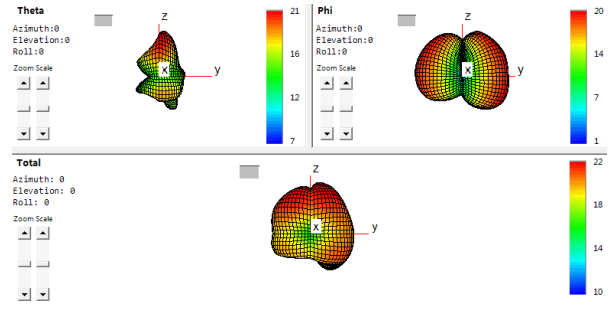 Theta
Azimuth:0
Elevation:0
Roll:0
Zoom Scale
z
y
x
21
16
12
7
Phi
Azimuth:0
Elevation:0
Roll:0
Zoom Scale
z
y
x
20
14
7
1
Total
Azimuth: 0
Elevation: 0
Roll: 0
Zoom Scale
z
y
x
22
18
14
10